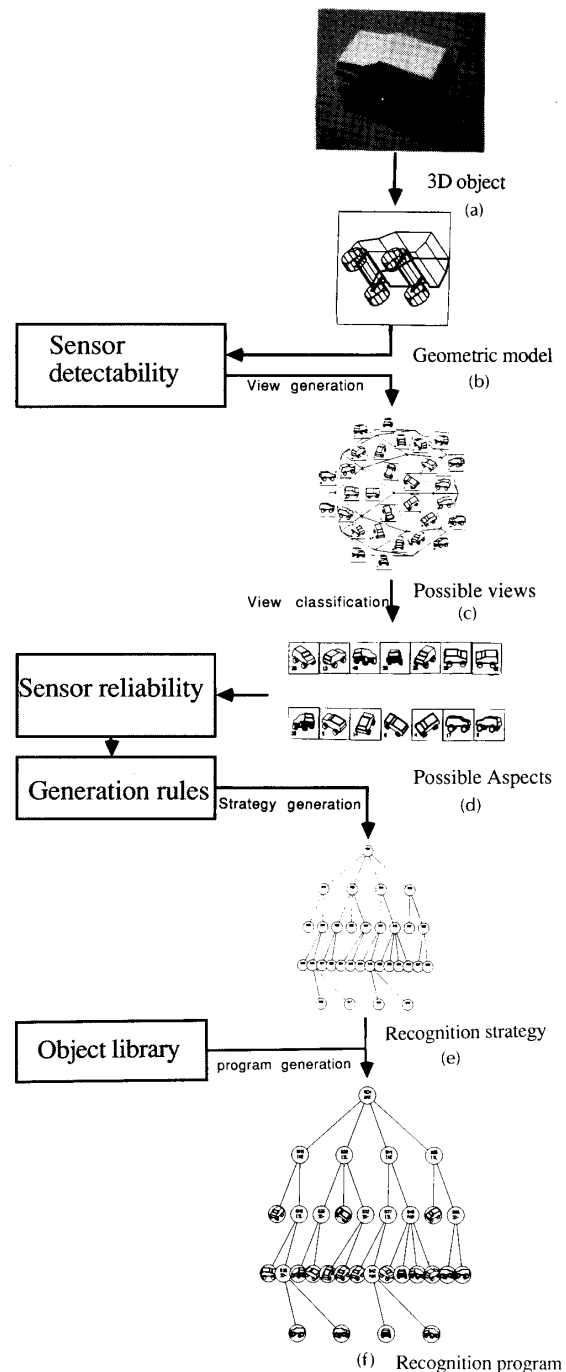 3D object
(a)
Sensor
detectability
Geometric model
(b)
View generation
View classification
Possible views
(c)
Sensor reliability
Generation rules
Possible Aspects
(d)
Strategy generation
Object library
Recognition strategy
(e)
program generation
(f) Recognition program